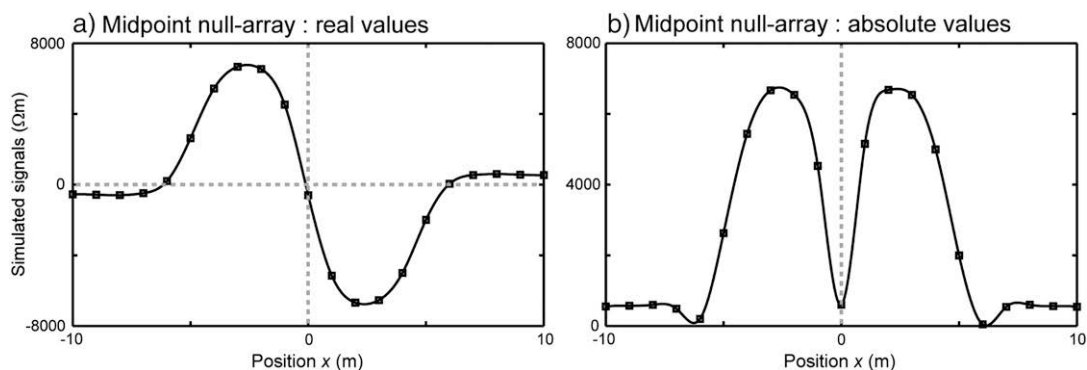 a) Midpoint null-array : real values
b) Midpoint null-array : absolute values
8000
0
-8000
Simulated signals (Ωm)
-10
0
10
Position x (m)
8000
4000
0
-10
0
10
Position x (m)